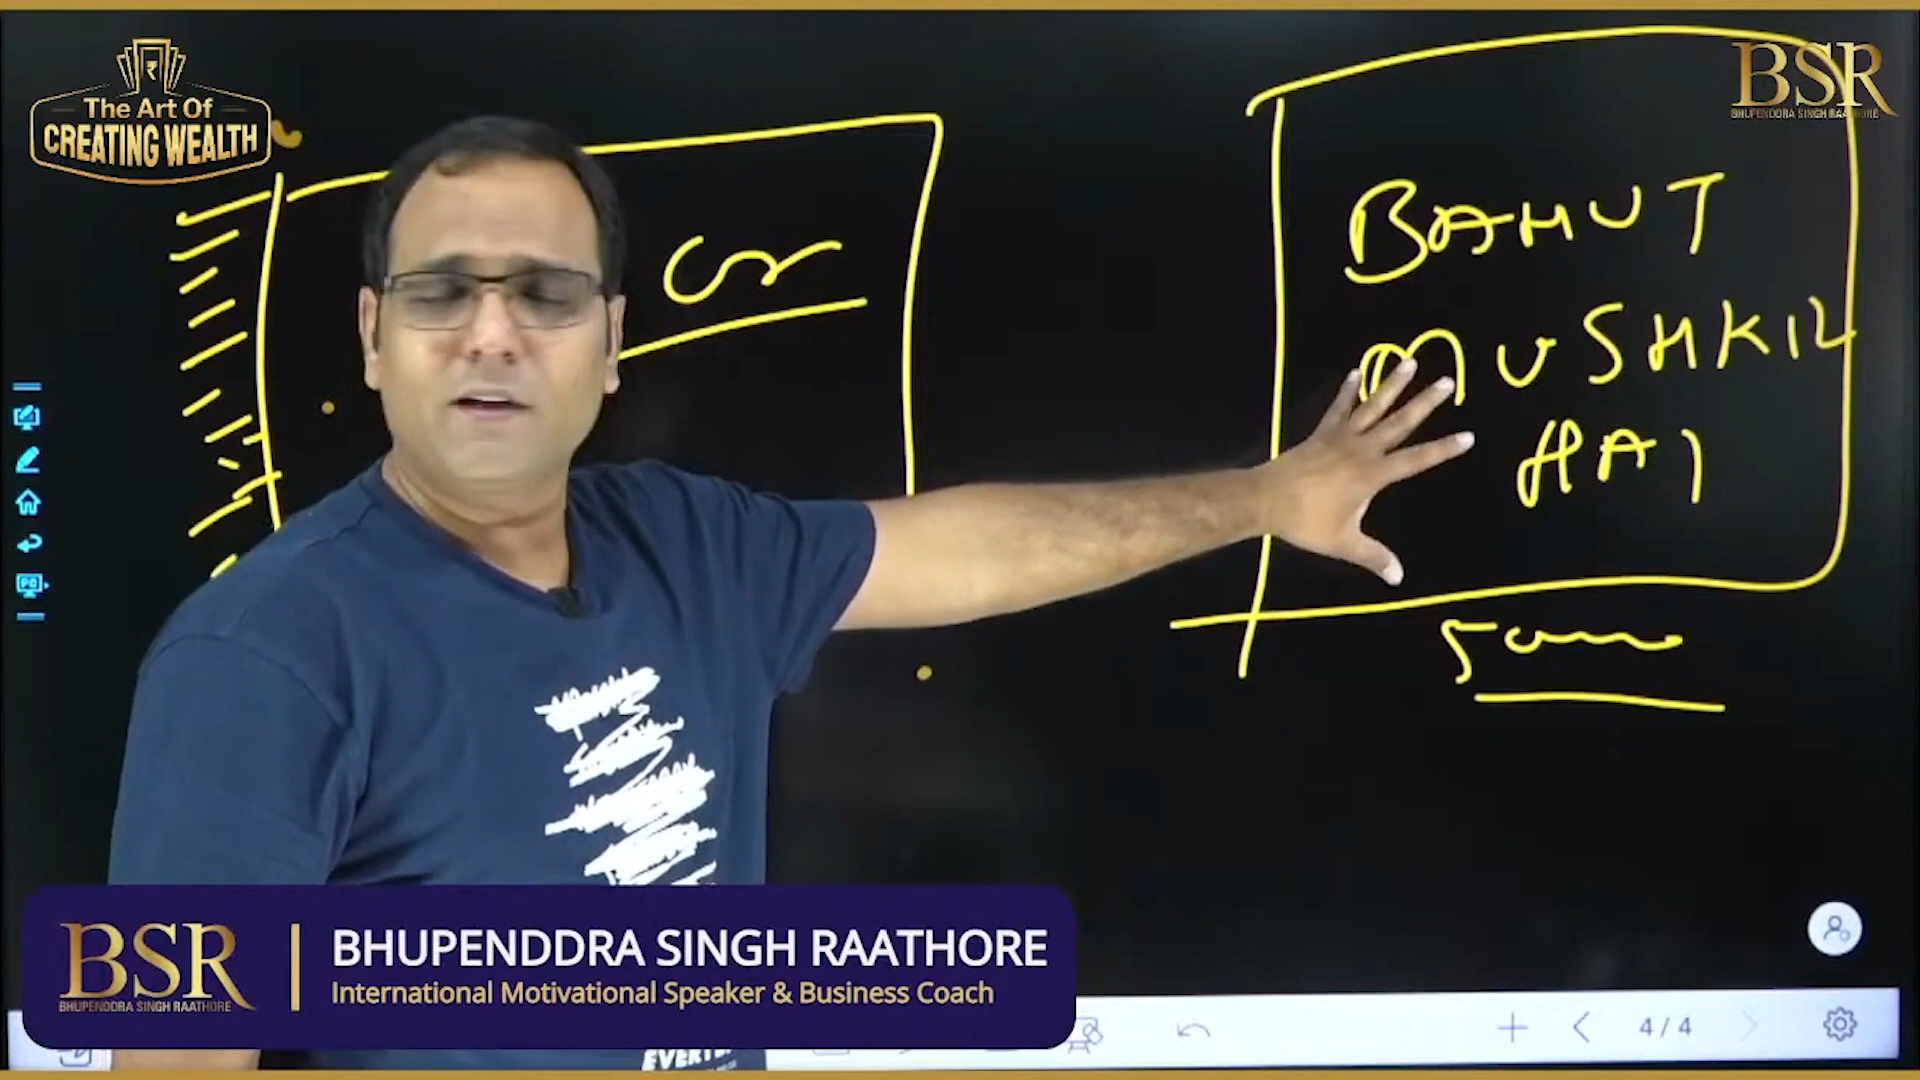 The Art Of
CREATING WEALTH
BSR
BHUPENDDRA SINGH RAATHORE
Cr
BAHUT
MUSHKIL
HAI
BSR
BHUPENDDRA SINGH RAATHORE
BHUPENDDRA SINGH RAATHORE
International Motivational Speaker & Business Coach
4/4